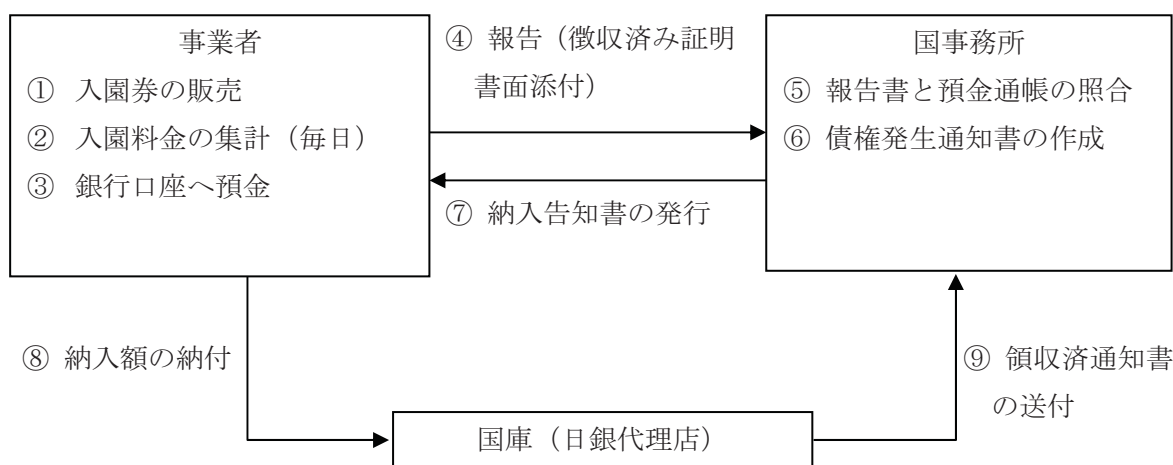 事業者
① 入園券の販売
② 入園料金の集計（毎日）
③ 銀行口座へ預金
④ 報告（徴収済み証明
書面添付）
国事務所
⑤ 報告書と預金通帳の照合
⑥ 債権発生通知書の作成
⑦ 納入告知書の発行
⑧ 納入額の納付
⑨ 領収済通知書
の送付
国庫（日銀代理店）